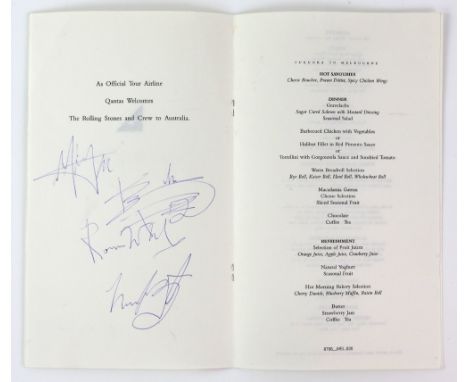 As Official Tour Airline
Qantas Welcomes
The Rolling Stones and Crew to Australia.
TO MELBOURNE
HOT SAVOURIES
Cheese Bouchee, Prawn Fritta, Spicy Chicken Wings
DINNER
Gravadlachs
Sugar Cured Salmon with Mustard Dressing
Seasonal Salad
Barbecued Chicken with Vegetables
or
Halibut Fillet in Red Pimento Sauce
or
Tortellini with Gorgonzola Sauce and Sundried Tomato
Warm Breadroll Selection
Rye Roll, Kaiser Roll, Hard Roll, Wholewheat Roll
Macadamia Gateau
Cheese Selection
Sliced Seasonal Fruit
Chocolate
Coffee Tea
REFRESHMENT
Selection of Fruit Juices
Orange Juice, Apple Juice, Cranberry Juice
Natural Yoghurt
Seasonal Fruit
Hot Morning Bakery Selection
Cherry Danish, Blueberry Muffin, Raisin Roll
Butter
Strawberry Jam
Coffee Tea